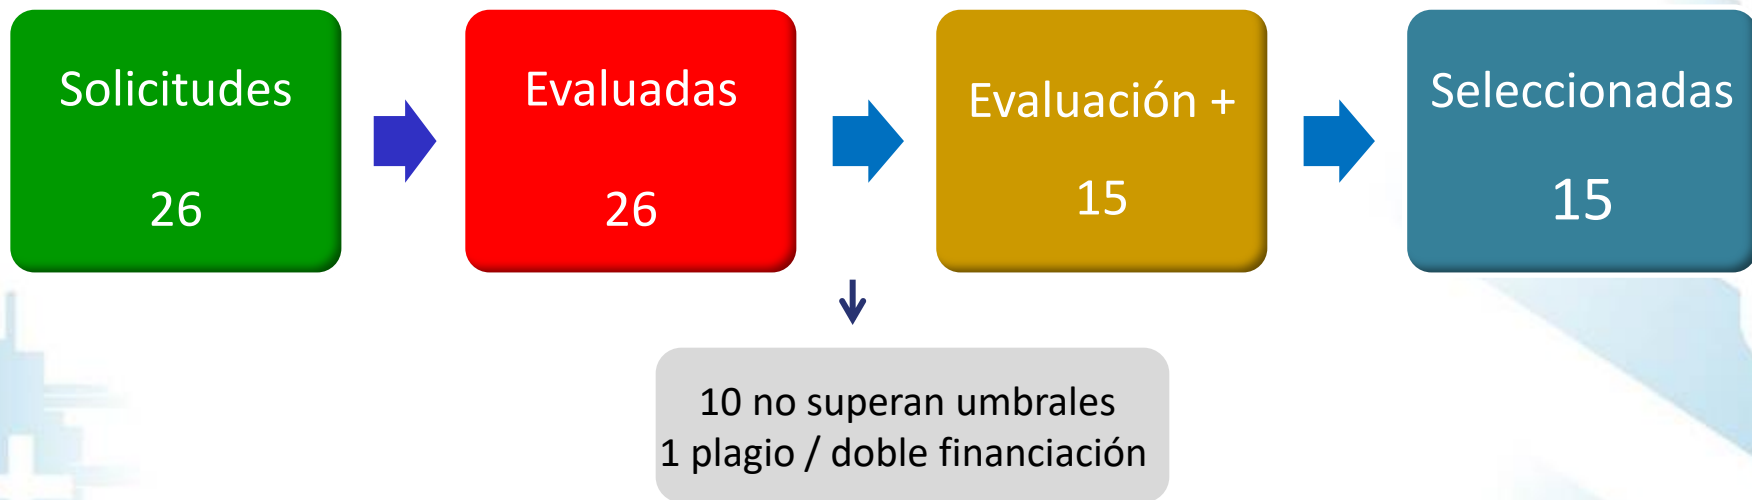 Solicitudes
26
Evaluadas
26
Evaluación +
15
Seleccionadas
15
10 no superan umbrales
1 plagio / doble financiación